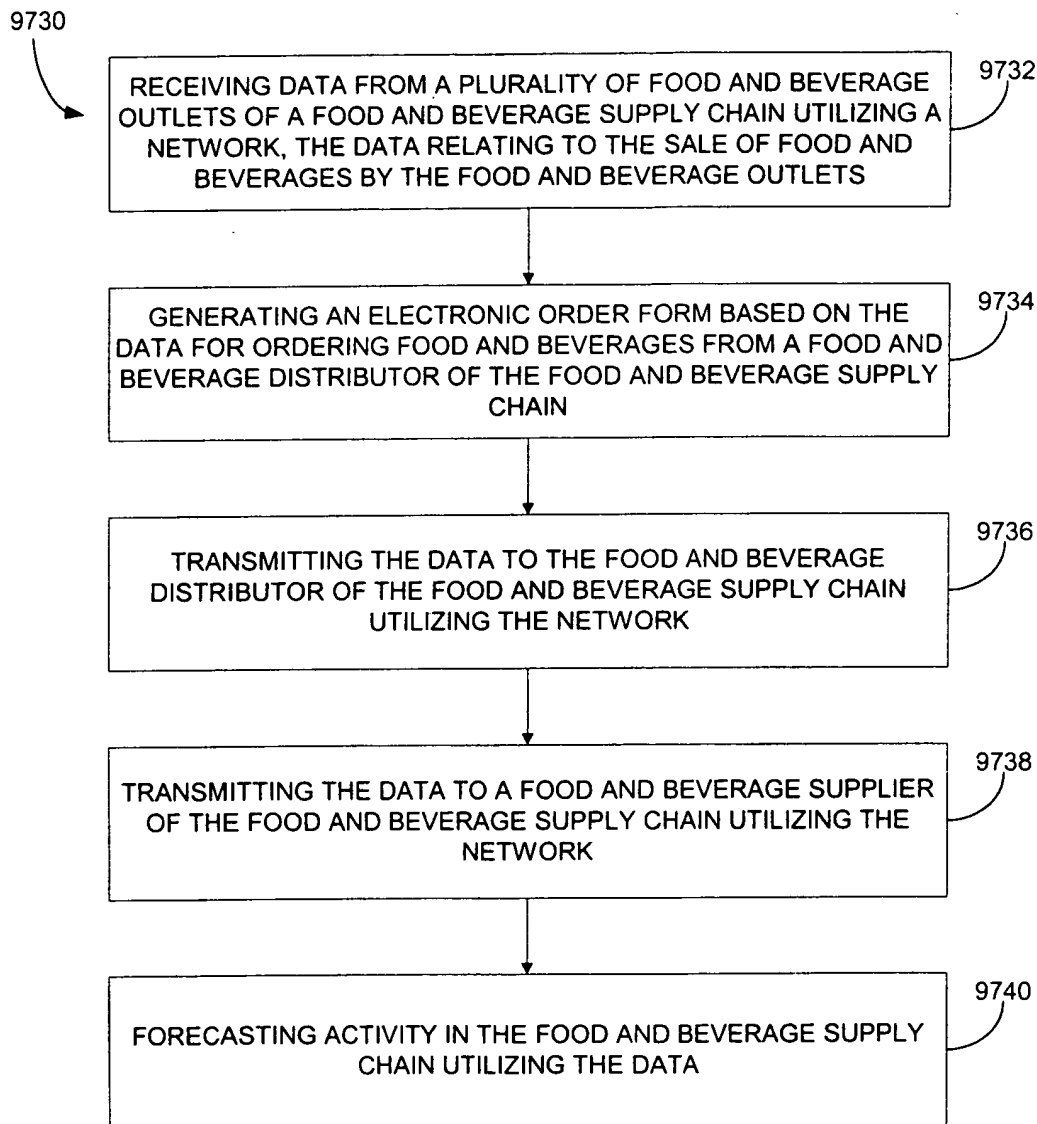 9730
RECEIVING DATA FROM A PLURALITY OF FOOD AND BEVERAGE
OUTLETS OF A FOOD AND BEVERAGE SUPPLY CHAIN UTILIZING A
NETWORK, THE DATA RELATING TO THE SALE OF FOOD AND
BEVERAGES BY THE FOOD AND BEVERAGE OUTLETS
9732
GENERATING AN ELECTRONIC ORDER FORM BASED ON THE
DATA FOR ORDERING FOOD AND BEVERAGES FROM A FOOD AND
BEVERAGE DISTRIBUTOR OF THE FOOD AND BEVERAGE SUPPLY
CHAIN
9734
TRANSMITTING THE DATA TO THE FOOD AND BEVERAGE
DISTRIBUTOR OF THE FOOD AND BEVERAGE SUPPLY CHAIN
UTILIZING THE NETWORK
9736
TRANSMITTING THE DATA TO A FOOD AND BEVERAGE SUPPLIER
OF THE FOOD AND BEVERAGE SUPPLY CHAIN UTILIZING THE
NETWORK
9738
FORECASTING ACTIVITY IN THE FOOD AND BEVERAGE SUPPLY
CHAIN UTILIZING THE DATA
9740